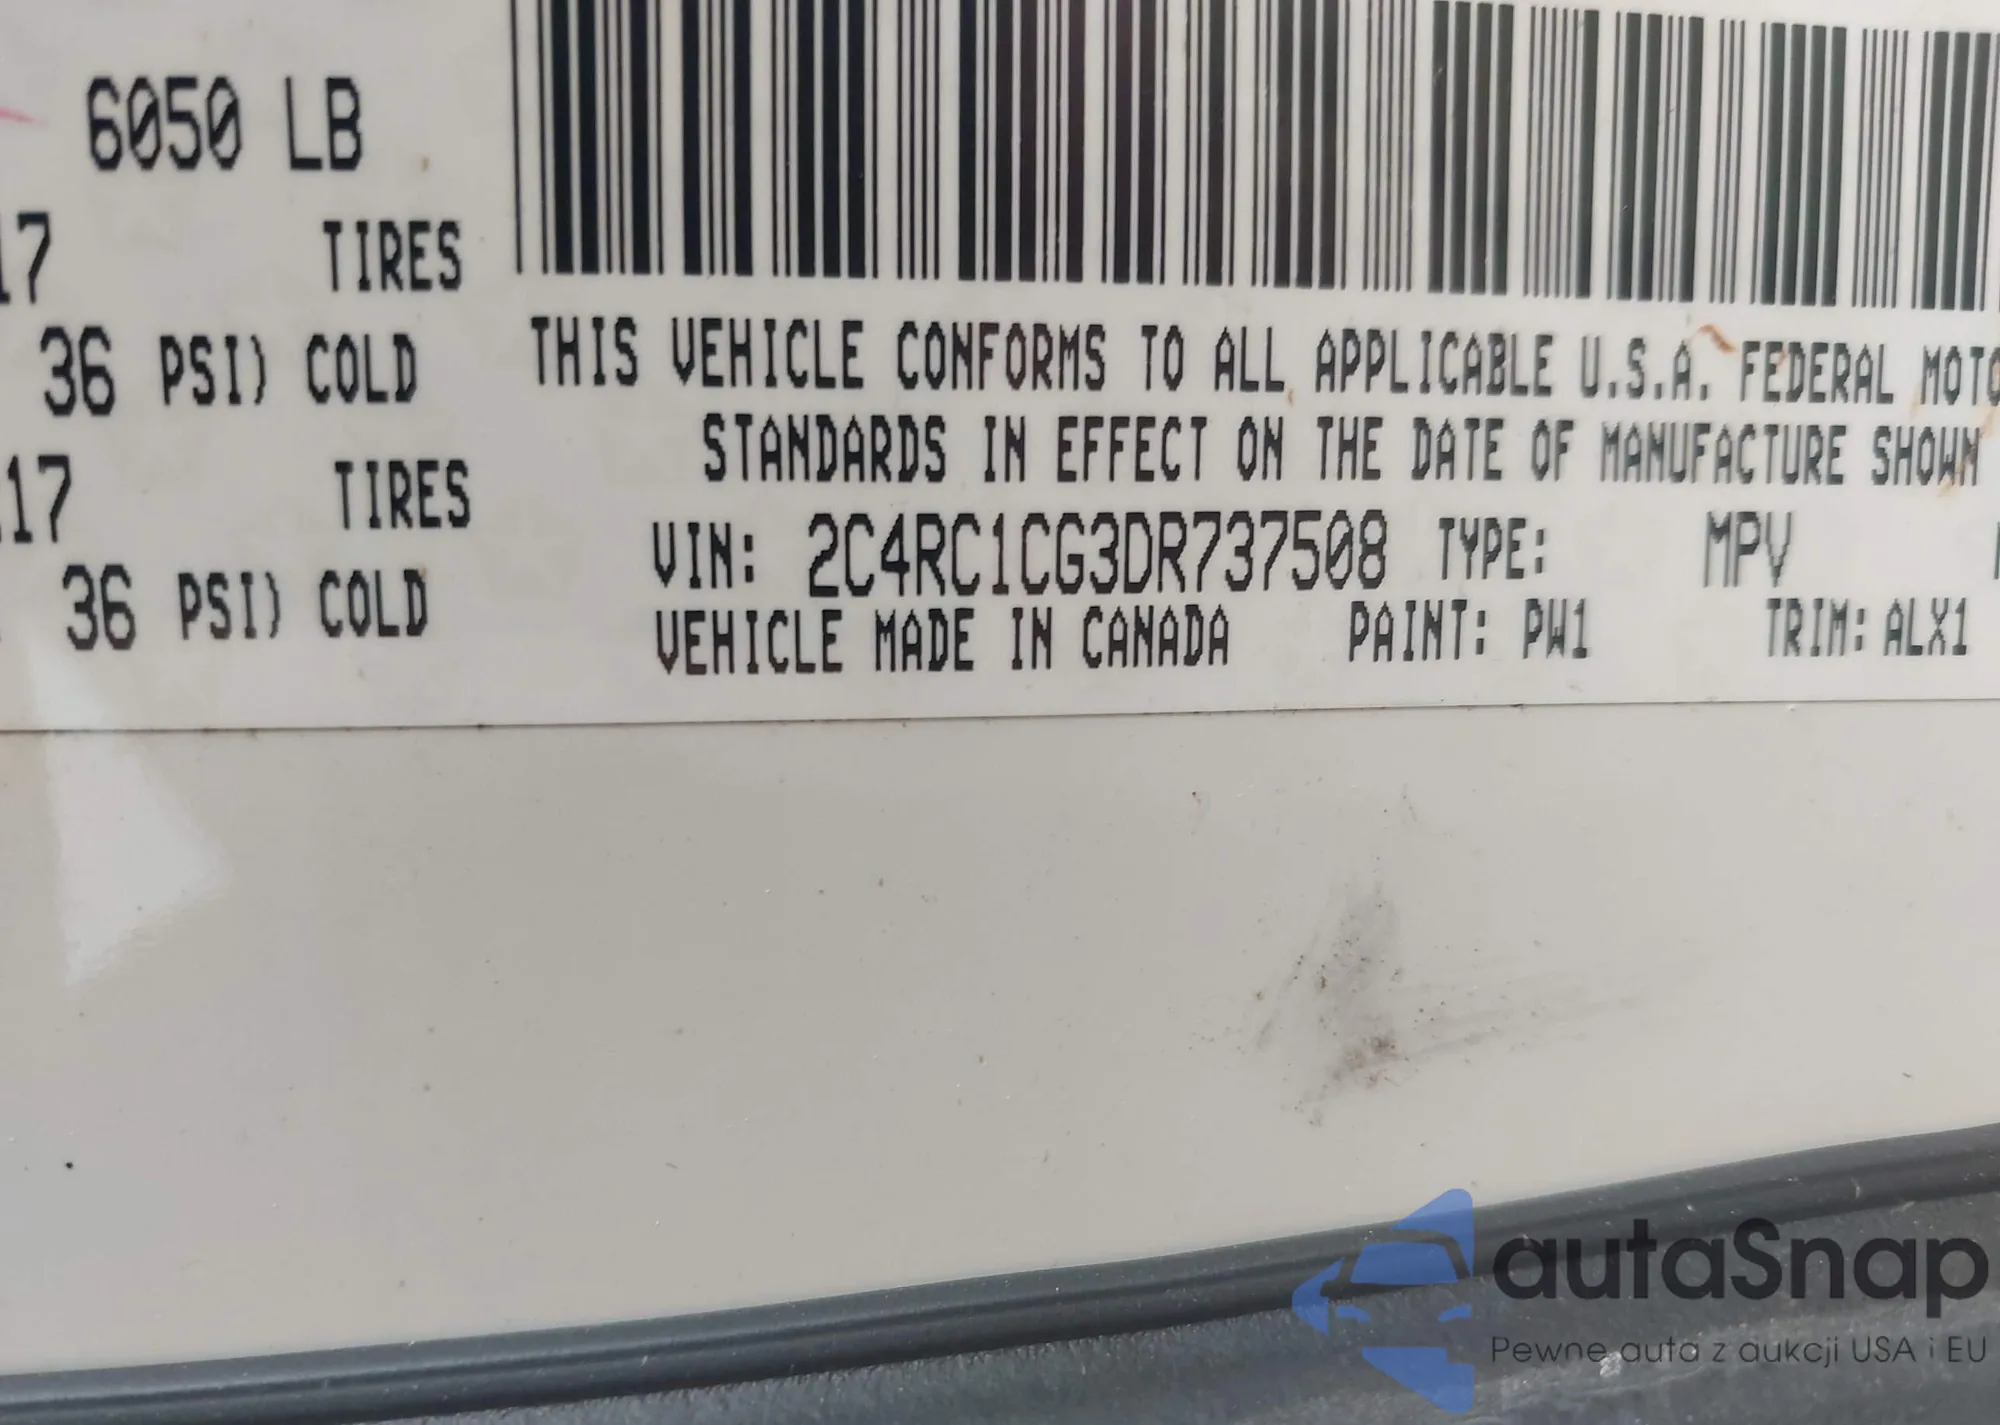 6050 LB
17 TIRES
36 PSI) COLD
THIS VEHICLE CONFORMS TO ALL APPLICABLE U.S.A. FEDERAL MOTO
STANDARDS IN EFFECT ON THE DATE OF MANUFACTURE SHOWN
17 TIRES
36 PSI) COLD
VIN: 2C4RC1CG3DR737508 TYPE: MPV
VEHICLE MADE IN CANADA PAINT: PW1 TRIM: ALX1
autaSnap
Pewne auta z aukcji USA i EU